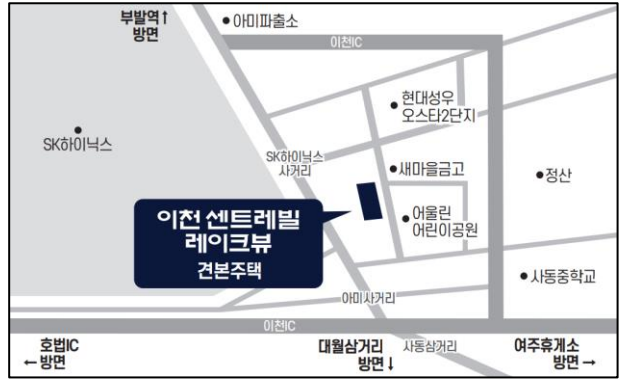 부발역↑
방면
●아미파출소
이천IC
●현대성우
오스타2단지
●
SK하이닉스
SK하이닉스
사거리
●새마을금고
●정산
이천 센트레빌
레이크뷰
견본주택
●어울린
어린이공원
●사동중학교
아미사거리
이천IC
호법IC
←방면
대월삼거리
방면↓
사동삼거리
여주휴게소
방면→